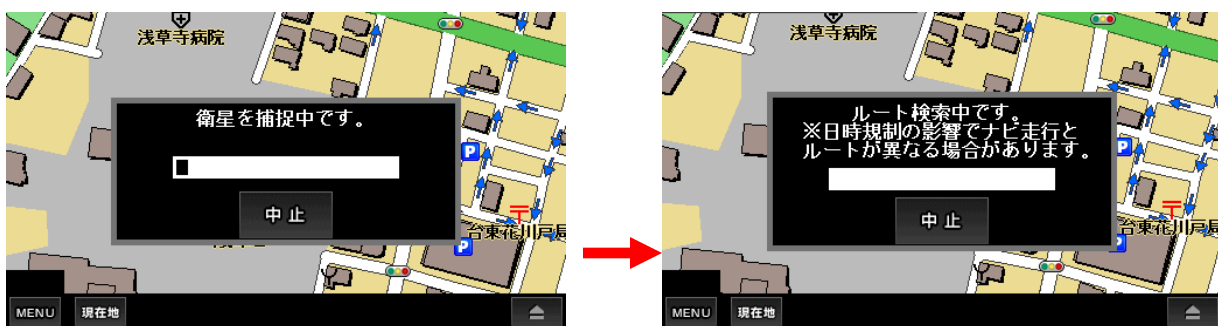 浅草寺病院
衛星を捕捉中です。
中止
P
台東花川戸局
P
MENU
現在地
浅草寺病院
ルート検索中です。
※日時規制の影響でナビ走行と
ルートが異なる場合があります。
P
中止
台東花川戸局
P
MENU
現在地